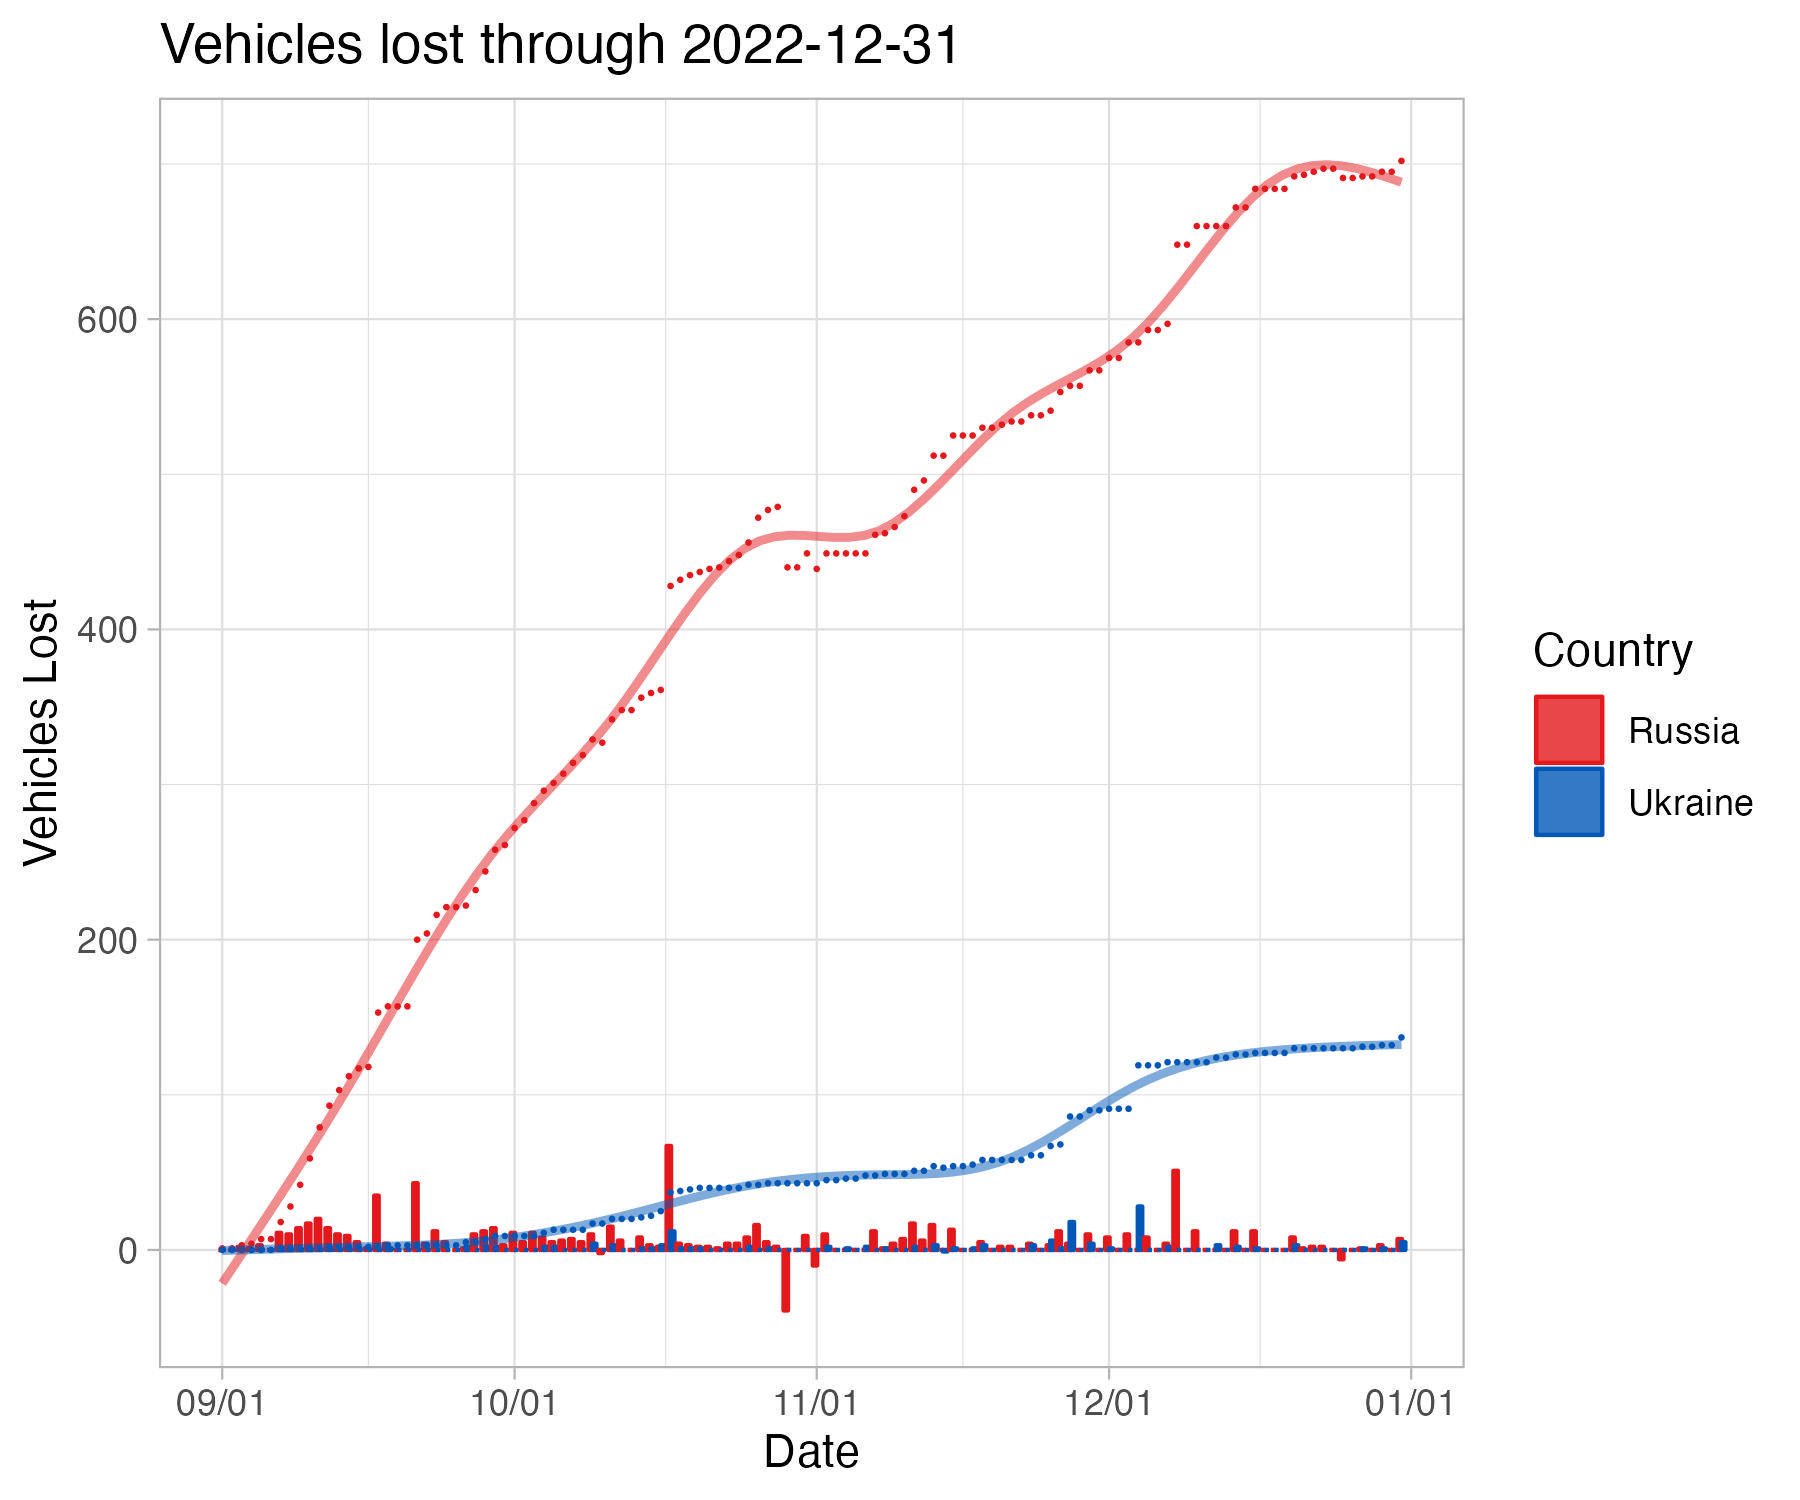 Vehicles lost through 2022-12-31
Vehicles Lost
600
400
200
0
09/01
10/01
11/01
12/01
01/01
Date
Country
Russia
Ukraine